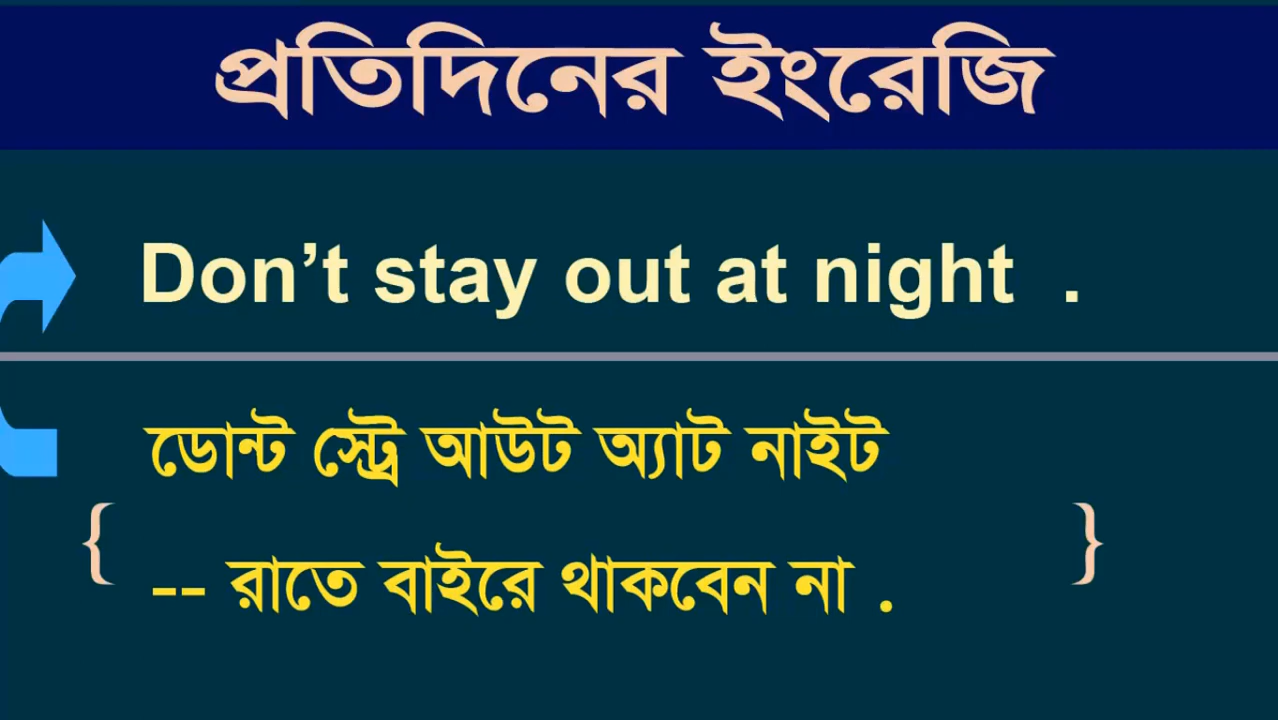 প্রতিদিনের ইংরেজি
Don’t stay out at night .
ডোন্ট স্ট্রে আউট অ্যাট নাইট
{ -- রাতে বাইরে থাকবেন না . }